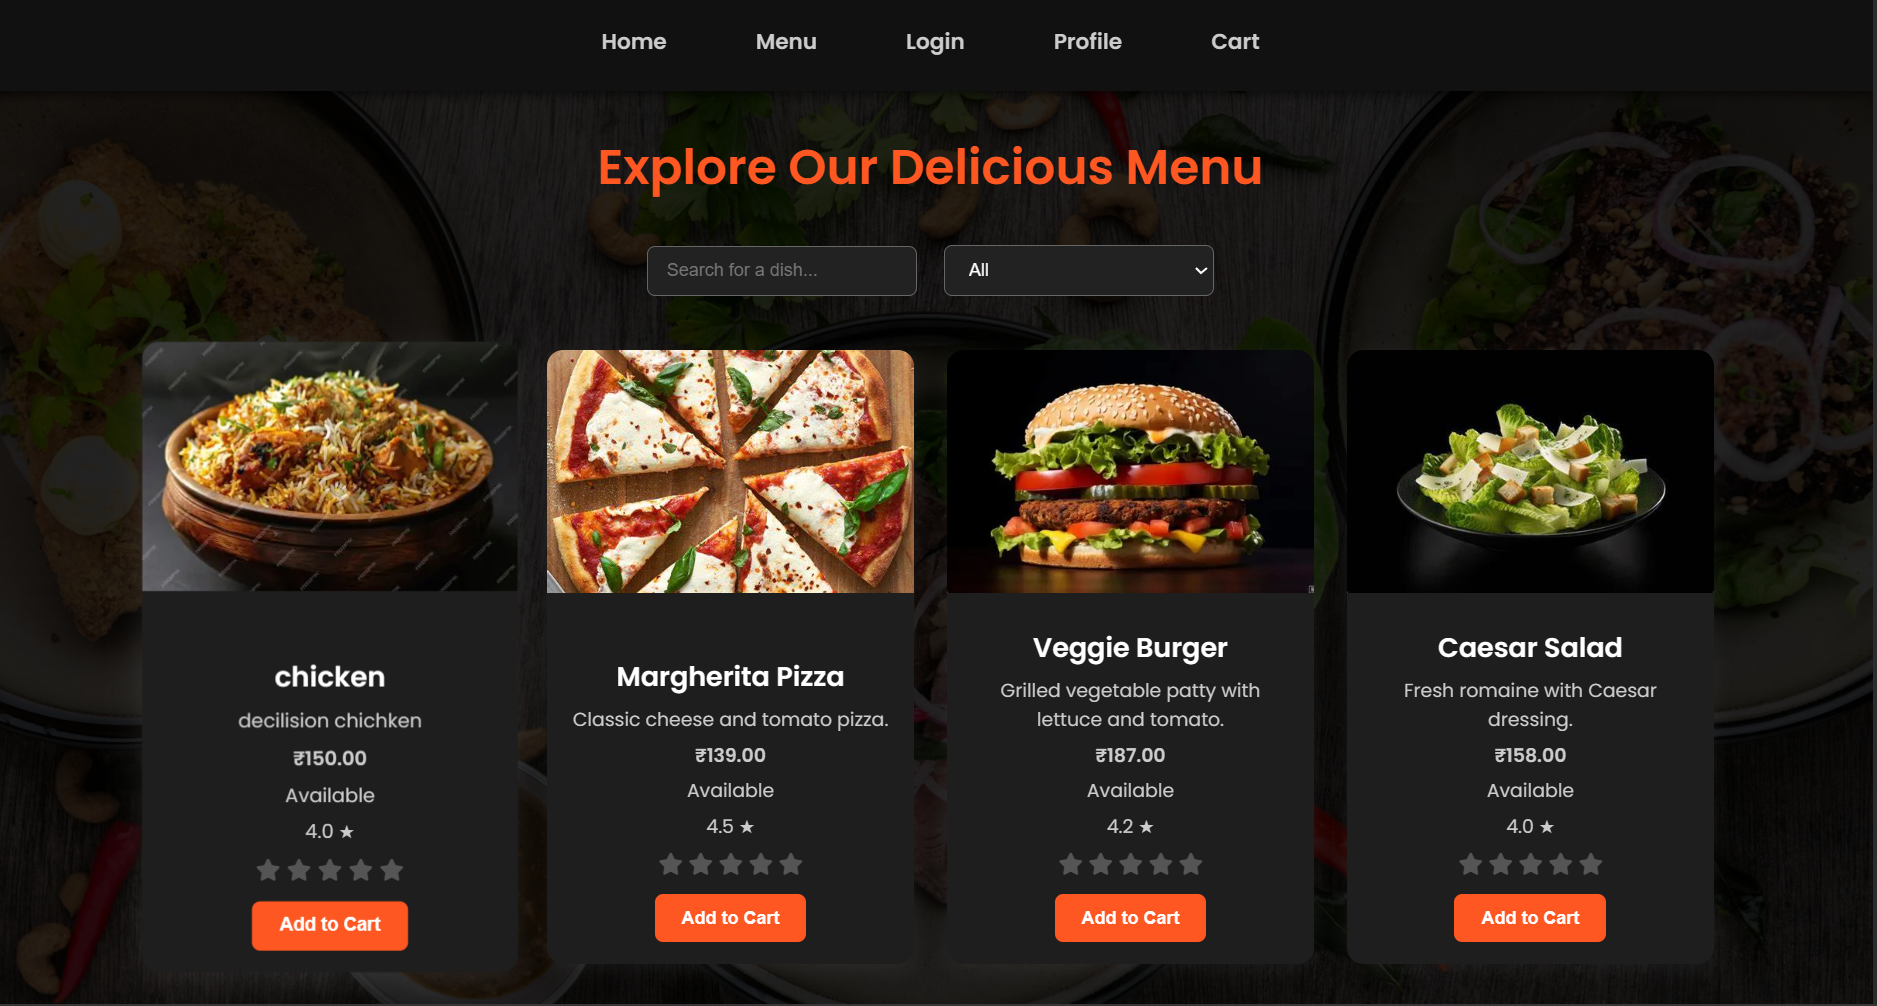 Home Menu Login Profile Cart
Explore Our Delicious Menu
Search for a dish...
All
chicken
decilision chichken
₹150.00
Available
4.0 ★
Add to Cart
Margherita Pizza
Classic cheese and tomato pizza.
₹139.00
Available
4.5 ★
Add to Cart
Veggie Burger
Grilled vegetable patty with
lettuce and tomato.
₹187.00
Available
4.2 ★
Add to Cart
Caesar Salad
Fresh romaine with Caesar
dressing.
₹158.00
Available
4.0 ★
Add to Cart